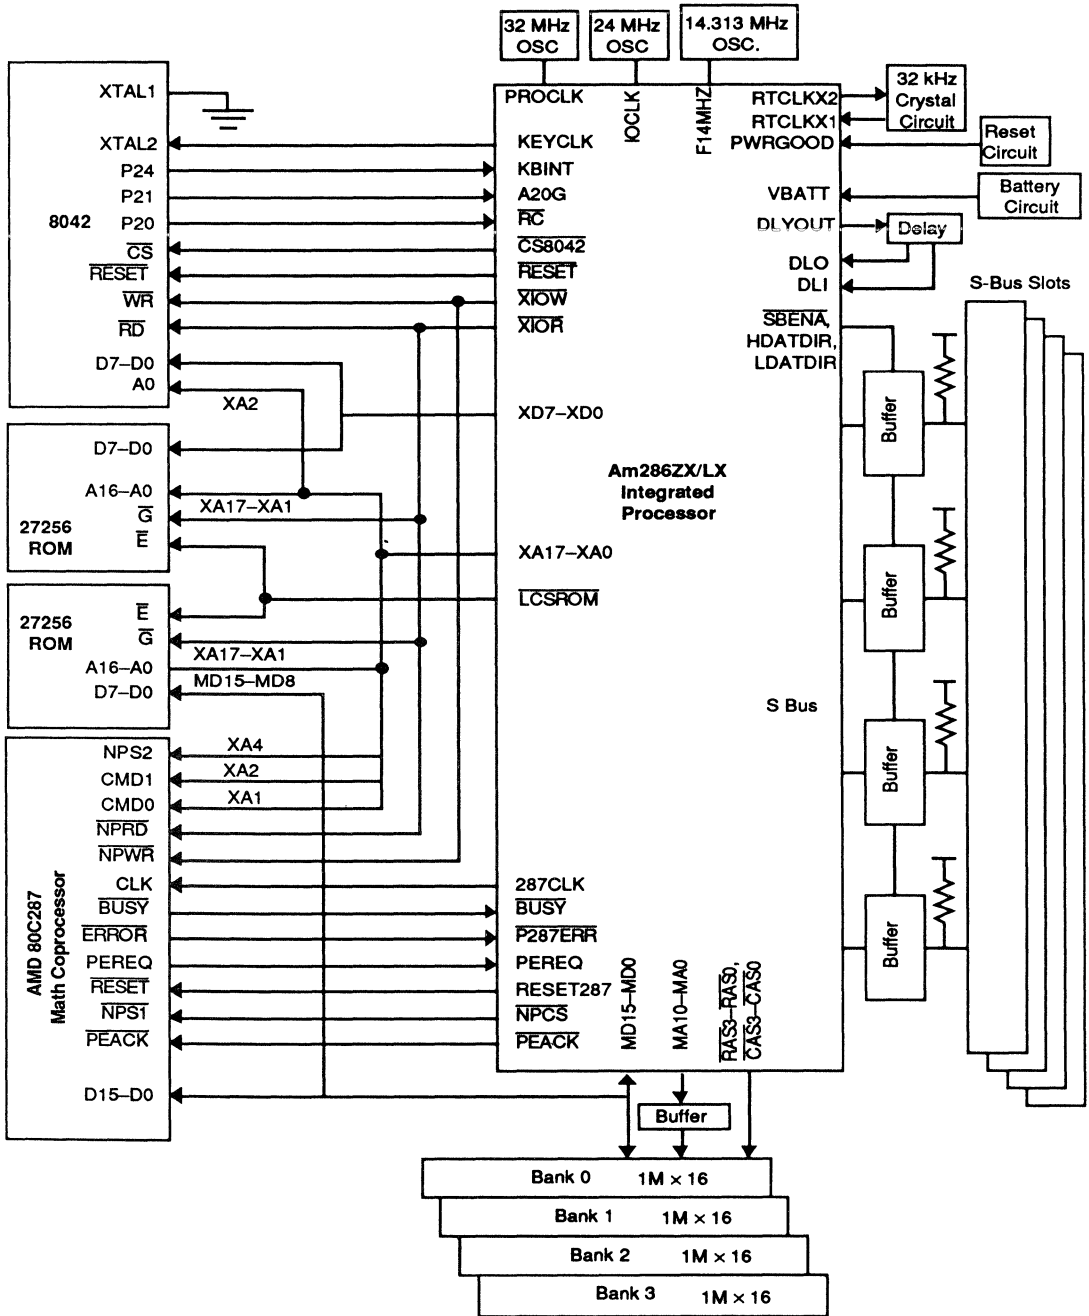 32 MHz
OSC
24 MHz
OSC
14.313 MHz
OSC.
XTAL1
XTAL2
P24
P21
8042
P20
CS
RESET
WR
RD
D7–D0
A0
XA2
D7–D0
A16–A0
XA17–XA1
G
27256
ROM
E
27256
ROM
E
G
XA17–XA1
A16–A0
MD15–MD8
D7–D0
AMD 80C287
Math Coprocessor
NPS2
XA4
CMD1
XA2
CMD0
XA1
NPRD
NPWR
CLK
BUSY
ERROR
PEREQ
RESET
NPS1
PEACK
D15–D0
PROCLK
IOCLK
F14MHZ
KEYCLK
KBINT
A20G
RC
CS8042
RESET
XIOW
XIOR
XD7–XD0
Am286ZX/LX
Integrated
Processor
XA17–XA0
LCSROM
S Bus
287CLK
BUSY
P287ERR
PEREQ
RESET287
NPCS
PEACK
MD15–MD0
MA10–MA0
RAS3–RAS0,
CAS3–CAS0
RTCLKX2
RTCLKX1
PWRGOOD
VBATT
DLYOUT
DLO
DLI
SBENA,
HDATDIR,
LDATDIR
32 kHz
Crystal
Circuit
Reset
Circuit
Battery
Circuit
Delay
S-Bus Slots
Buffer
Buffer
Buffer
Buffer
Buffer
Bank 0 1M × 16
Bank 1 1M × 16
Bank 2 1M × 16
Bank 3 1M × 16